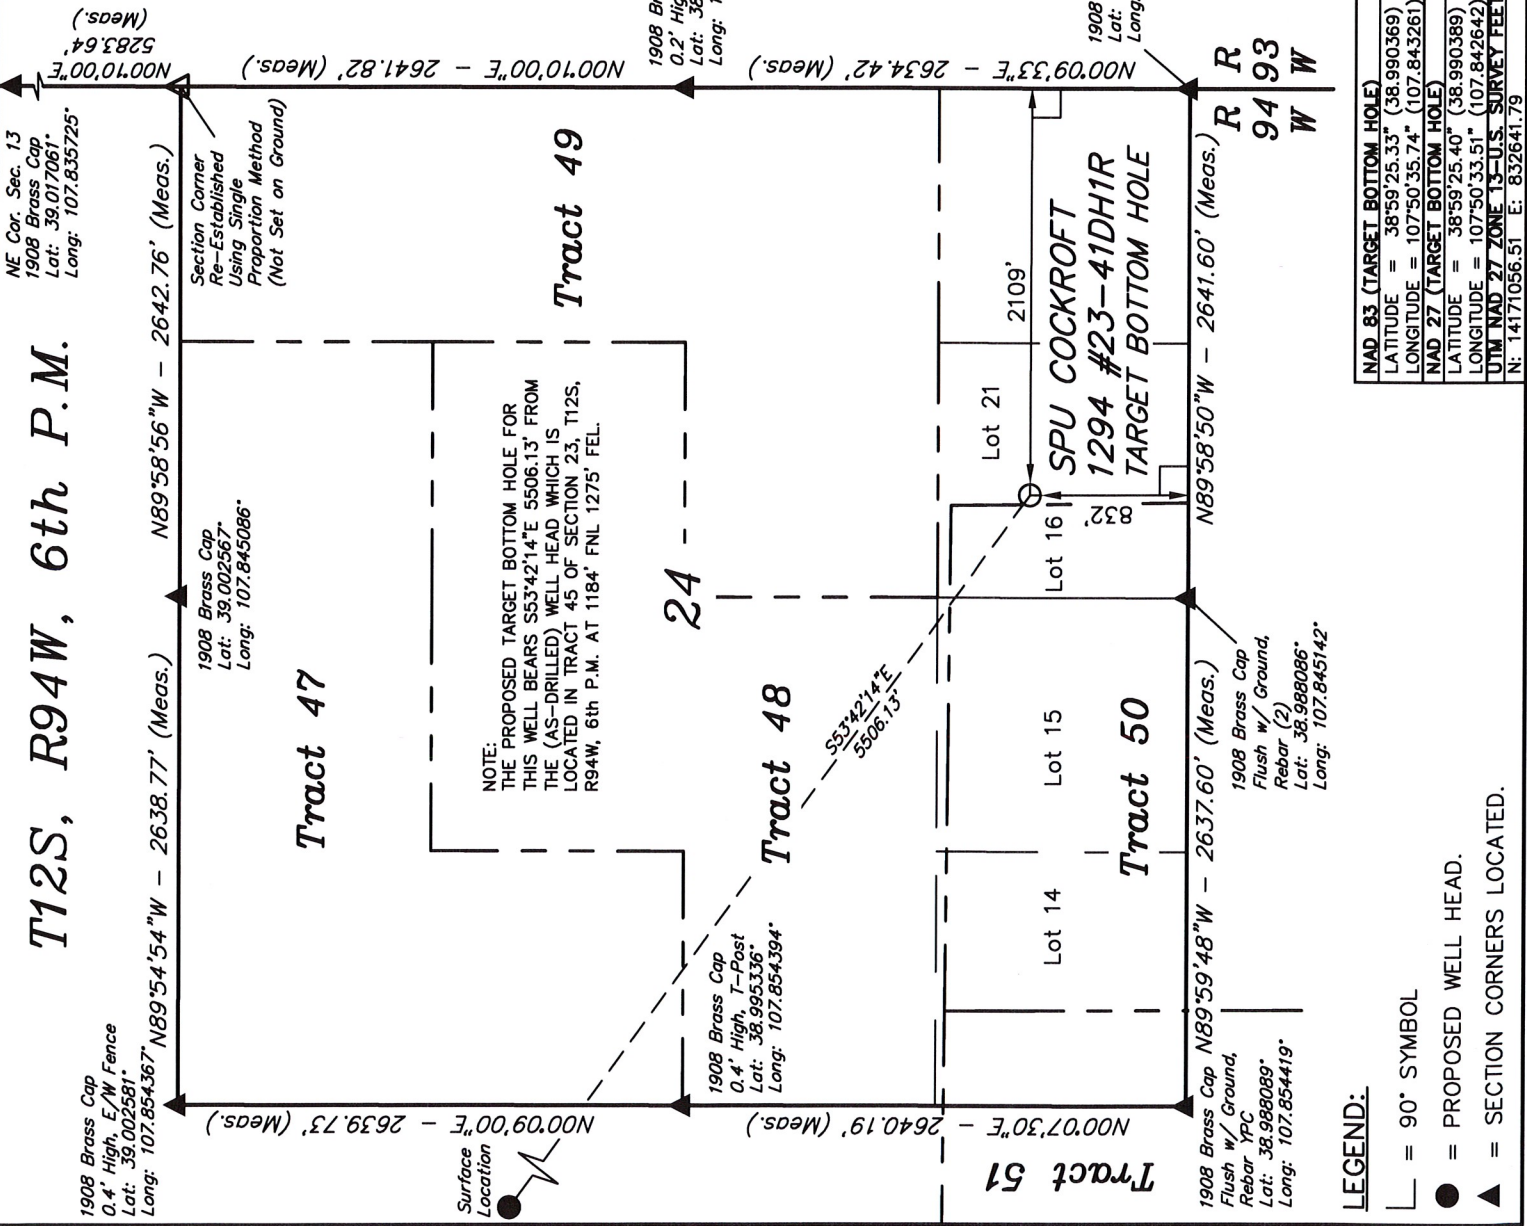 T12S, R94W, 6th P.M.
1908 Brass Cap
0.4' High, E/W Fence
Lat: 39.002581°
Long: 107.854367°
N89°54'54"W - 2638.77' (Meas.)
1908 Brass Cap
Lat: 39.002567°
Long: 107.845086°
N89°58'56"W - 2642.76' (Meas.)
NE Cor. Sec. 13
1908 Brass Cap
Lat: 39.017061°
Long: 107.835725°
N00°10'00"E
5283.64'
(Meas.)
Section Corner
Re-Established
Using Single
Proportion Method
(Not Set on Ground)
N00°10'00"E - 2641.82' (Meas.)
0.2' Hig
Lat: 38
Long: 1
N00°09'33"E - 2634.42' (Meas.)
1908
Lat:
Long:
R R
94 93
W W
Tract 47
Tract 49
NOTE:
THE PROPOSED TARGET BOTTOM HOLE FOR
THIS WELL BEARS S53°42'14"E 5506.13' FROM
THE (AS-DRILLED) WELL HEAD WHICH IS
LOCATED IN TRACT 45 OF SECTION 23, T12S,
R94W, 6th P.M. AT 1184' FNL 1275' FEL.
24
Surface
Location
N00°09'00"E - 2639.73' (Meas.)
1908 Brass Cap
0.4' High, T-Post
Lat: 38.995336°
Long: 107.854394°
Tract 48
S53°42'14"E
5506.13'
N00°07'30"E - 2640.19' (Meas.)
Tract 51
Lot 14
Lot 15
Lot 16
Lot 21
2109'
832'
SPU COCKROFT
1294 #23-41DH1R
TARGET BOTTOM HOLE
Tract 50
1908 Brass Cap
Flush w/ Ground,
Rebar YPC
Lat: 38.988089°
Long: 107.854419°
N89°59'48"W - 2637.60' (Meas.)
1908 Brass Cap
Flush w/ Ground,
Rebar (2)
Lat: 38.988086°
Long: 107.845142°
N89°58'50"W - 2641.60' (Meas.)
LEGEND:
= 90° SYMBOL
= PROPOSED WELL HEAD.
= SECTION CORNERS LOCATED.
NAD 83 (TARGET BOTTOM HOLE)
LATITUDE = 38°59'25.33" (38.990369)
LONGITUDE = 107°50'35.74" (107.843261)
NAD 27 (TARGET BOTTOM HOLE)
LATITUDE = 38°59'25.40" (38.990389)
LONGITUDE = 107°50'33.51" (107.842642)
UTM NAD 27 ZONE 13-U.S. SURVEY FEET
N: 14171056.51 E: 832641.79